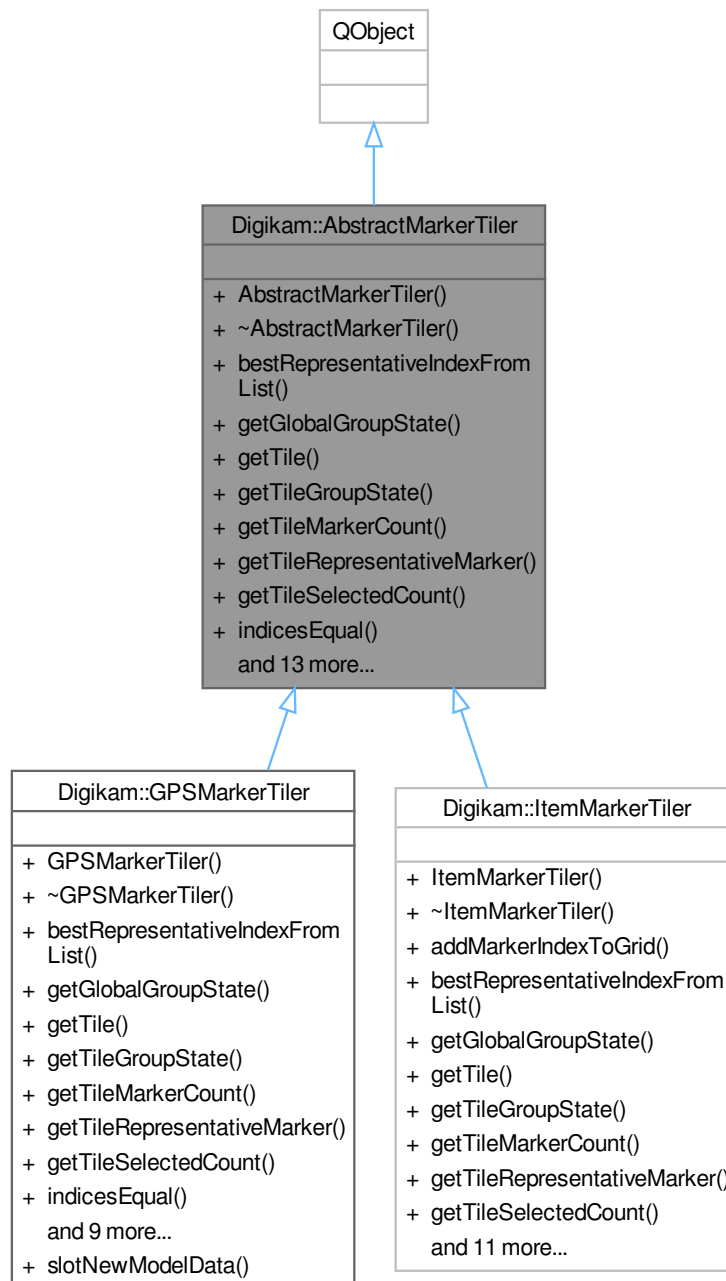 QObject
Digikam::AbstractMarkerTiler
+ AbstractMarkerTiler()
+ ~AbstractMarkerTiler()
+ bestRepresentativeIndexFrom
List()
+ getGlobalGroupState()
+ getTile()
+ getTileGroupState()
+ getTileMarkerCount()
+ getTileRepresentativeMarker()
+ getTileSelectedCount()
+ indicesEqual()
and 13 more...
Digikam::GPSMarkerTiler
+ GPSMarkerTiler()
+ ~GPSMarkerTiler()
+ bestRepresentativeIndexFrom
List()
+ getGlobalGroupState()
+ getTile()
+ getTileGroupState()
+ getTileMarkerCount()
+ getTileRepresentativeMarker()
+ getTileSelectedCount()
+ indicesEqual()
and 9 more...
+ slotNewModelData()
Digikam::ItemMarkerTiler
+ ItemMarkerTiler()
+ ~ItemMarkerTiler()
+ addMarkerIndexToGrid()
+ bestRepresentativeIndexFrom
List()
+ getGlobalGroupState()
+ getTile()
+ getTileGroupState()
+ getTileMarkerCount()
+ getTileRepresentativeMarker()
+ getTileSelectedCount()
and 11 more...